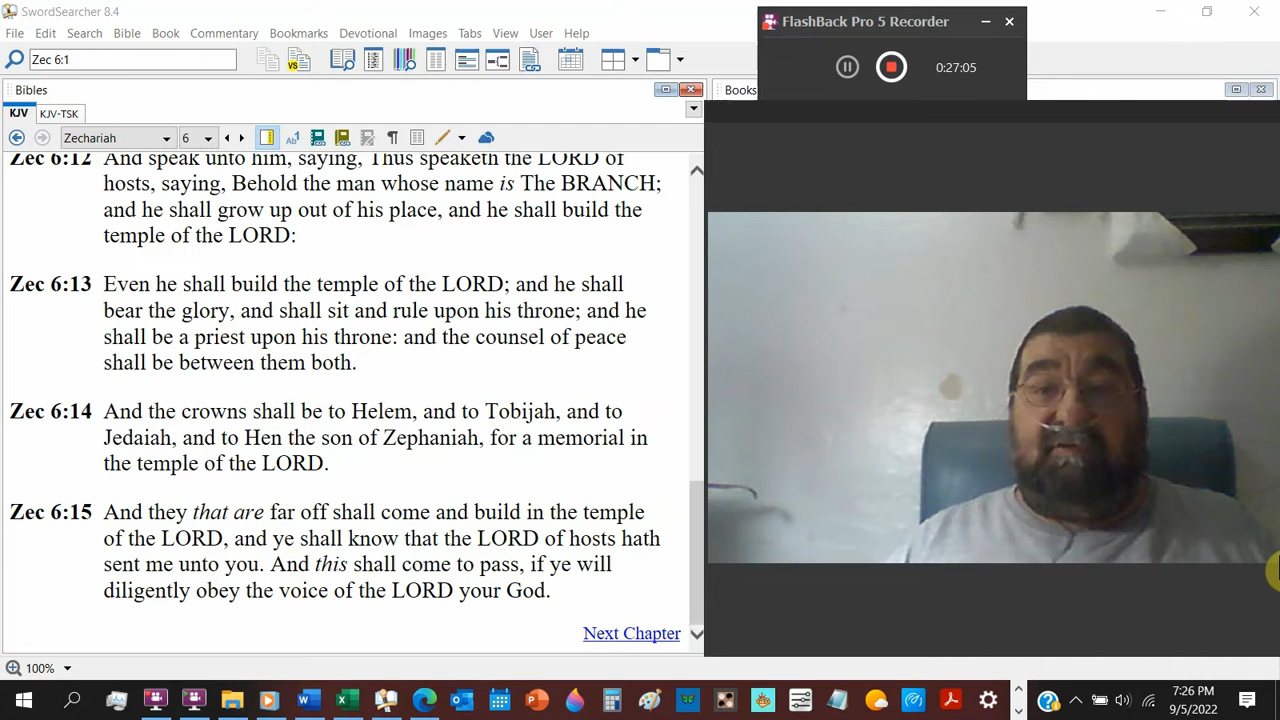 SwordSearcher 8.4
FlashBack Pro 5 Recorder
File Edit Search Bible Book Commentary Bookmarks Devotional Images Tabs View User Help
Zec 6:1
VS
0:27:05
Bibles
Books
KJV KJV-TSK
Zechariah 6
Zec 6:12 And speak unto him, saying, Thus speaketh the LORD of
hosts, saying, Behold the man whose name is The BRANCH;
and he shall grow up out of his place, and he shall build the
temple of the LORD:
Zec 6:13 Even he shall build the temple of the LORD; and he shall
bear the glory, and shall sit and rule upon his throne; and he
shall be a priest upon his throne: and the counsel of peace
shall be between them both.
Zec 6:14 And the crowns shall be to Helem, and to Tobijah, and to
Jedaiah, and to Hen the son of Zephaniah, for a memorial in
the temple of the LORD.
Zec 6:15 And they that are far off shall come and build in the temple
of the LORD, and ye shall know that the LORD of hosts hath
sent me unto you. And this shall come to pass, if ye will
diligently obey the voice of the LORD your God.
Next Chapter
100%
7:26 PM
9/5/2022